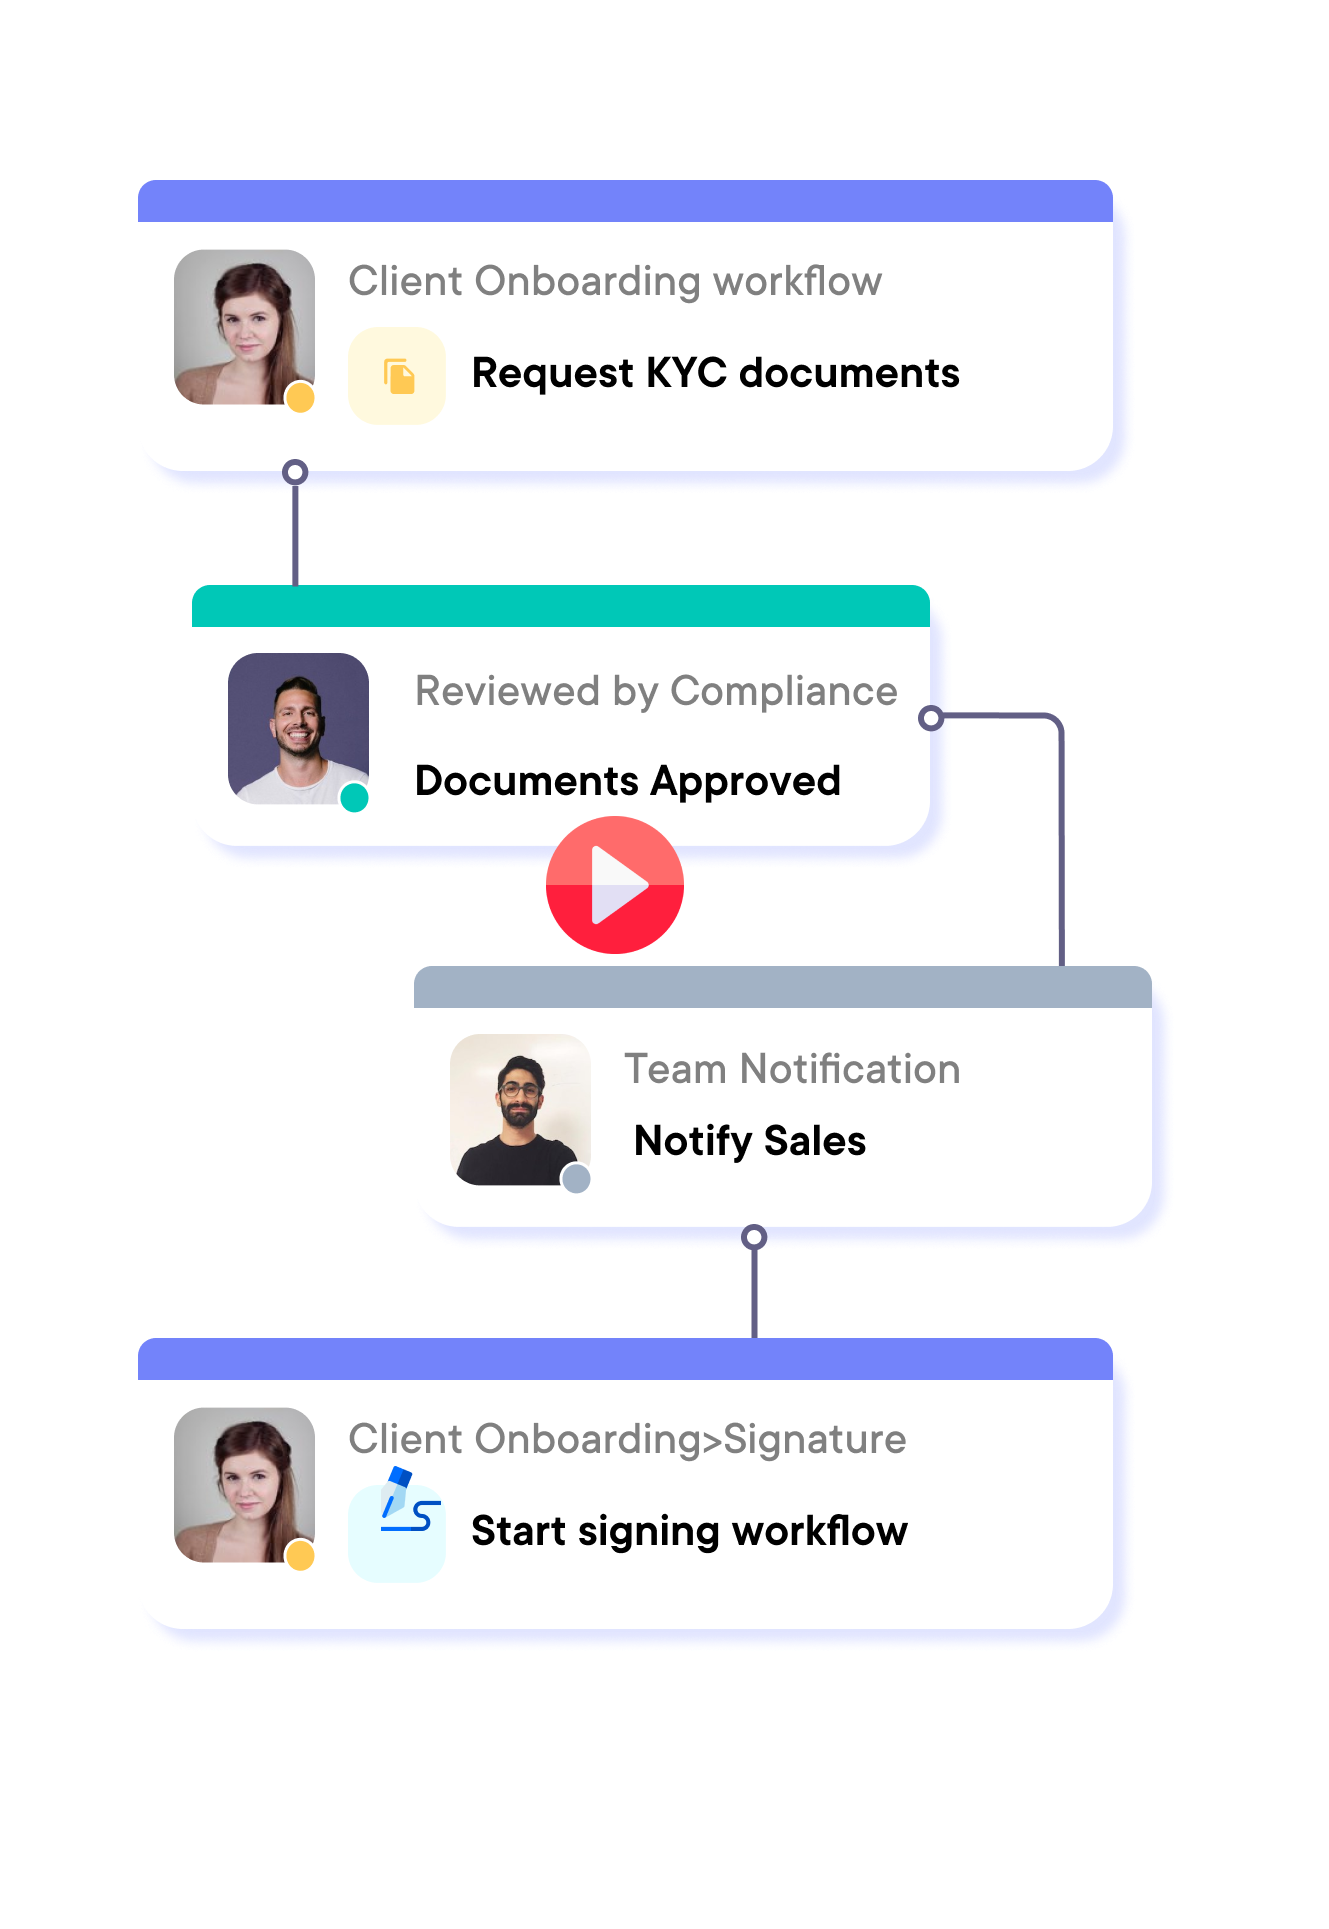 Client Onboarding workflow
Request KYC documents
Reviewed by Compliance
Documents Approved
Team Notification
Notify Sales
Client Onboarding>Signature
Start signing workflow